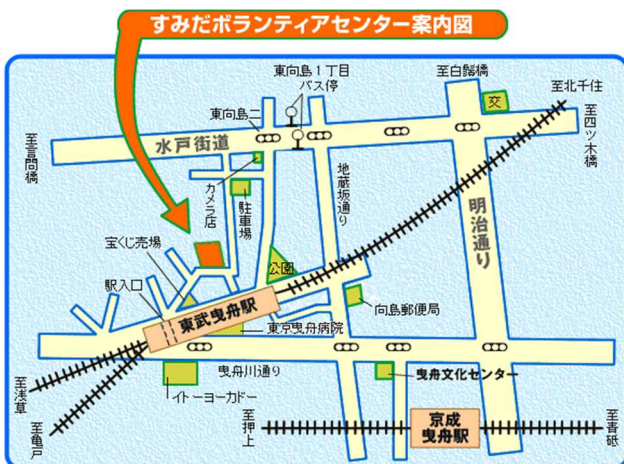 すみだボランティアセンター案内図
東向島1丁目
バス停
至白鬚橋
至北千住
交
東向島二
水戸街道
至四ツ木橋
至言問橋
カメラ店
駐車場
地蔵坂通り
明治通り
宝くじ売場
公園
駅入口
東武曳舟駅
向島郵便局
東京曳舟病院
曳舟川通り
曳舟文化センター
イトーヨーカドー
至浅草
至亀戸
至押上
京成
曳舟駅
至青砥